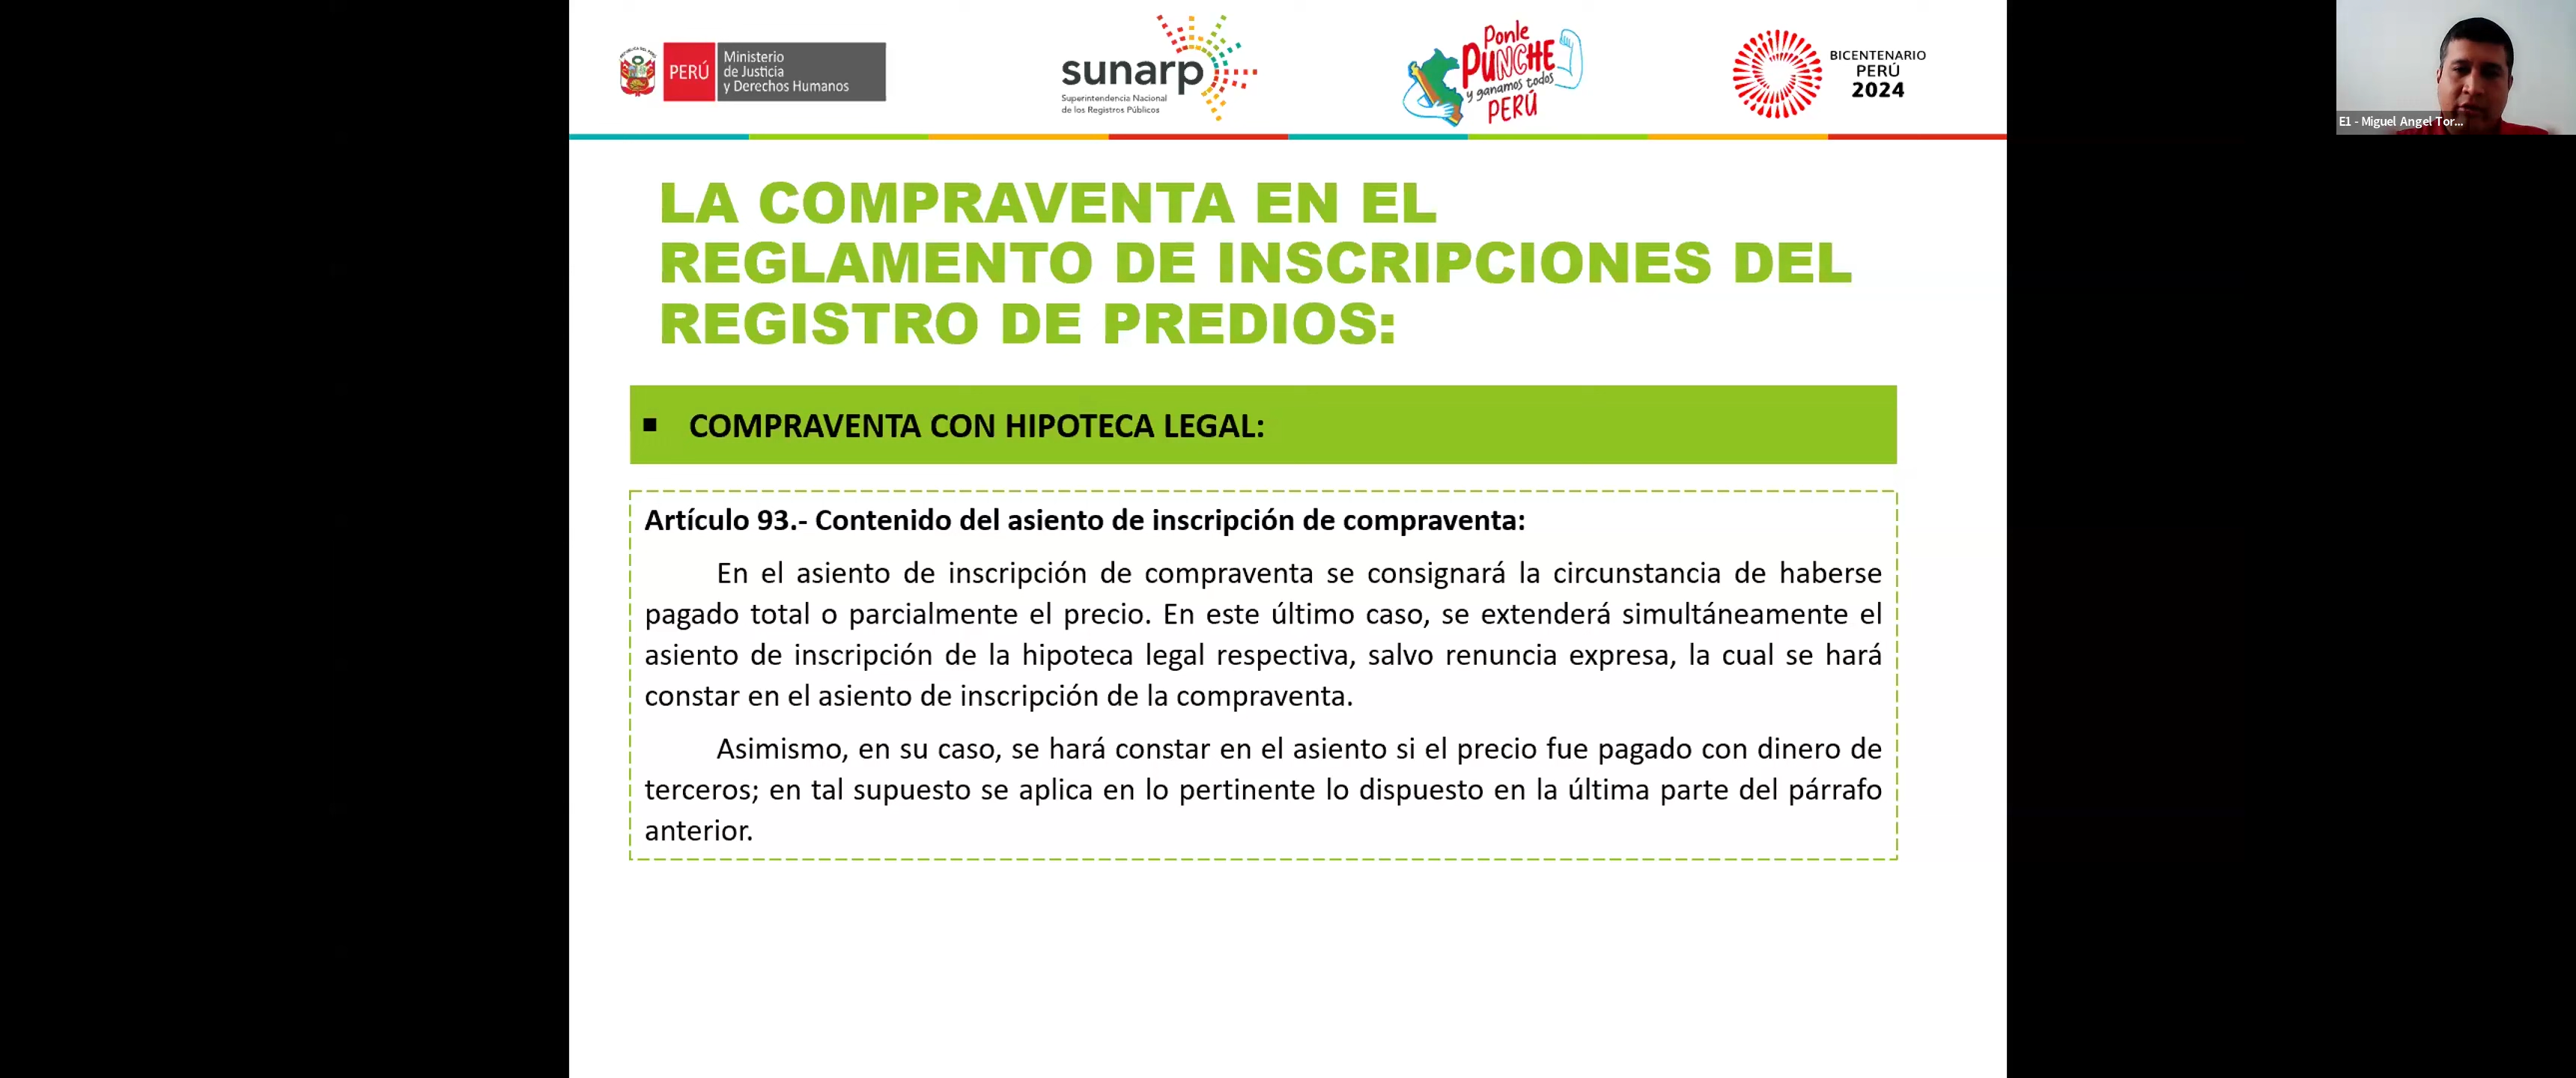 PERÚ
Ministerio
de Justicia
y Derechos Humanos
sunarp
Superintendencia Nacional
de los Registros Públicos
Ponle
PUNCHE
y ganamos todos
PERÚ
BICENTENARIO
PERÚ
2024
E1 - Miguel Angel Tor...
LA COMPRAVENTA EN EL
REGLAMENTO DE INSCRIPCIONES DEL
REGISTRO DE PREDIOS:
▪ COMPRAVENTA CON HIPOTECA LEGAL:
Artículo 93.- Contenido del asiento de inscripción de compraventa:
En el asiento de inscripción de compraventa se consignará la circunstancia de haberse
pagado total o parcialmente el precio. En este último caso, se extenderá simultáneamente el
asiento de inscripción de la hipoteca legal respectiva, salvo renuncia expresa, la cual se hará
constar en el asiento de inscripción de la compraventa.
Asimismo, en su caso, se hará constar en el asiento si el precio fue pagado con dinero de
terceros; en tal supuesto se aplica en lo pertinente lo dispuesto en la última parte del párrafo
anterior.